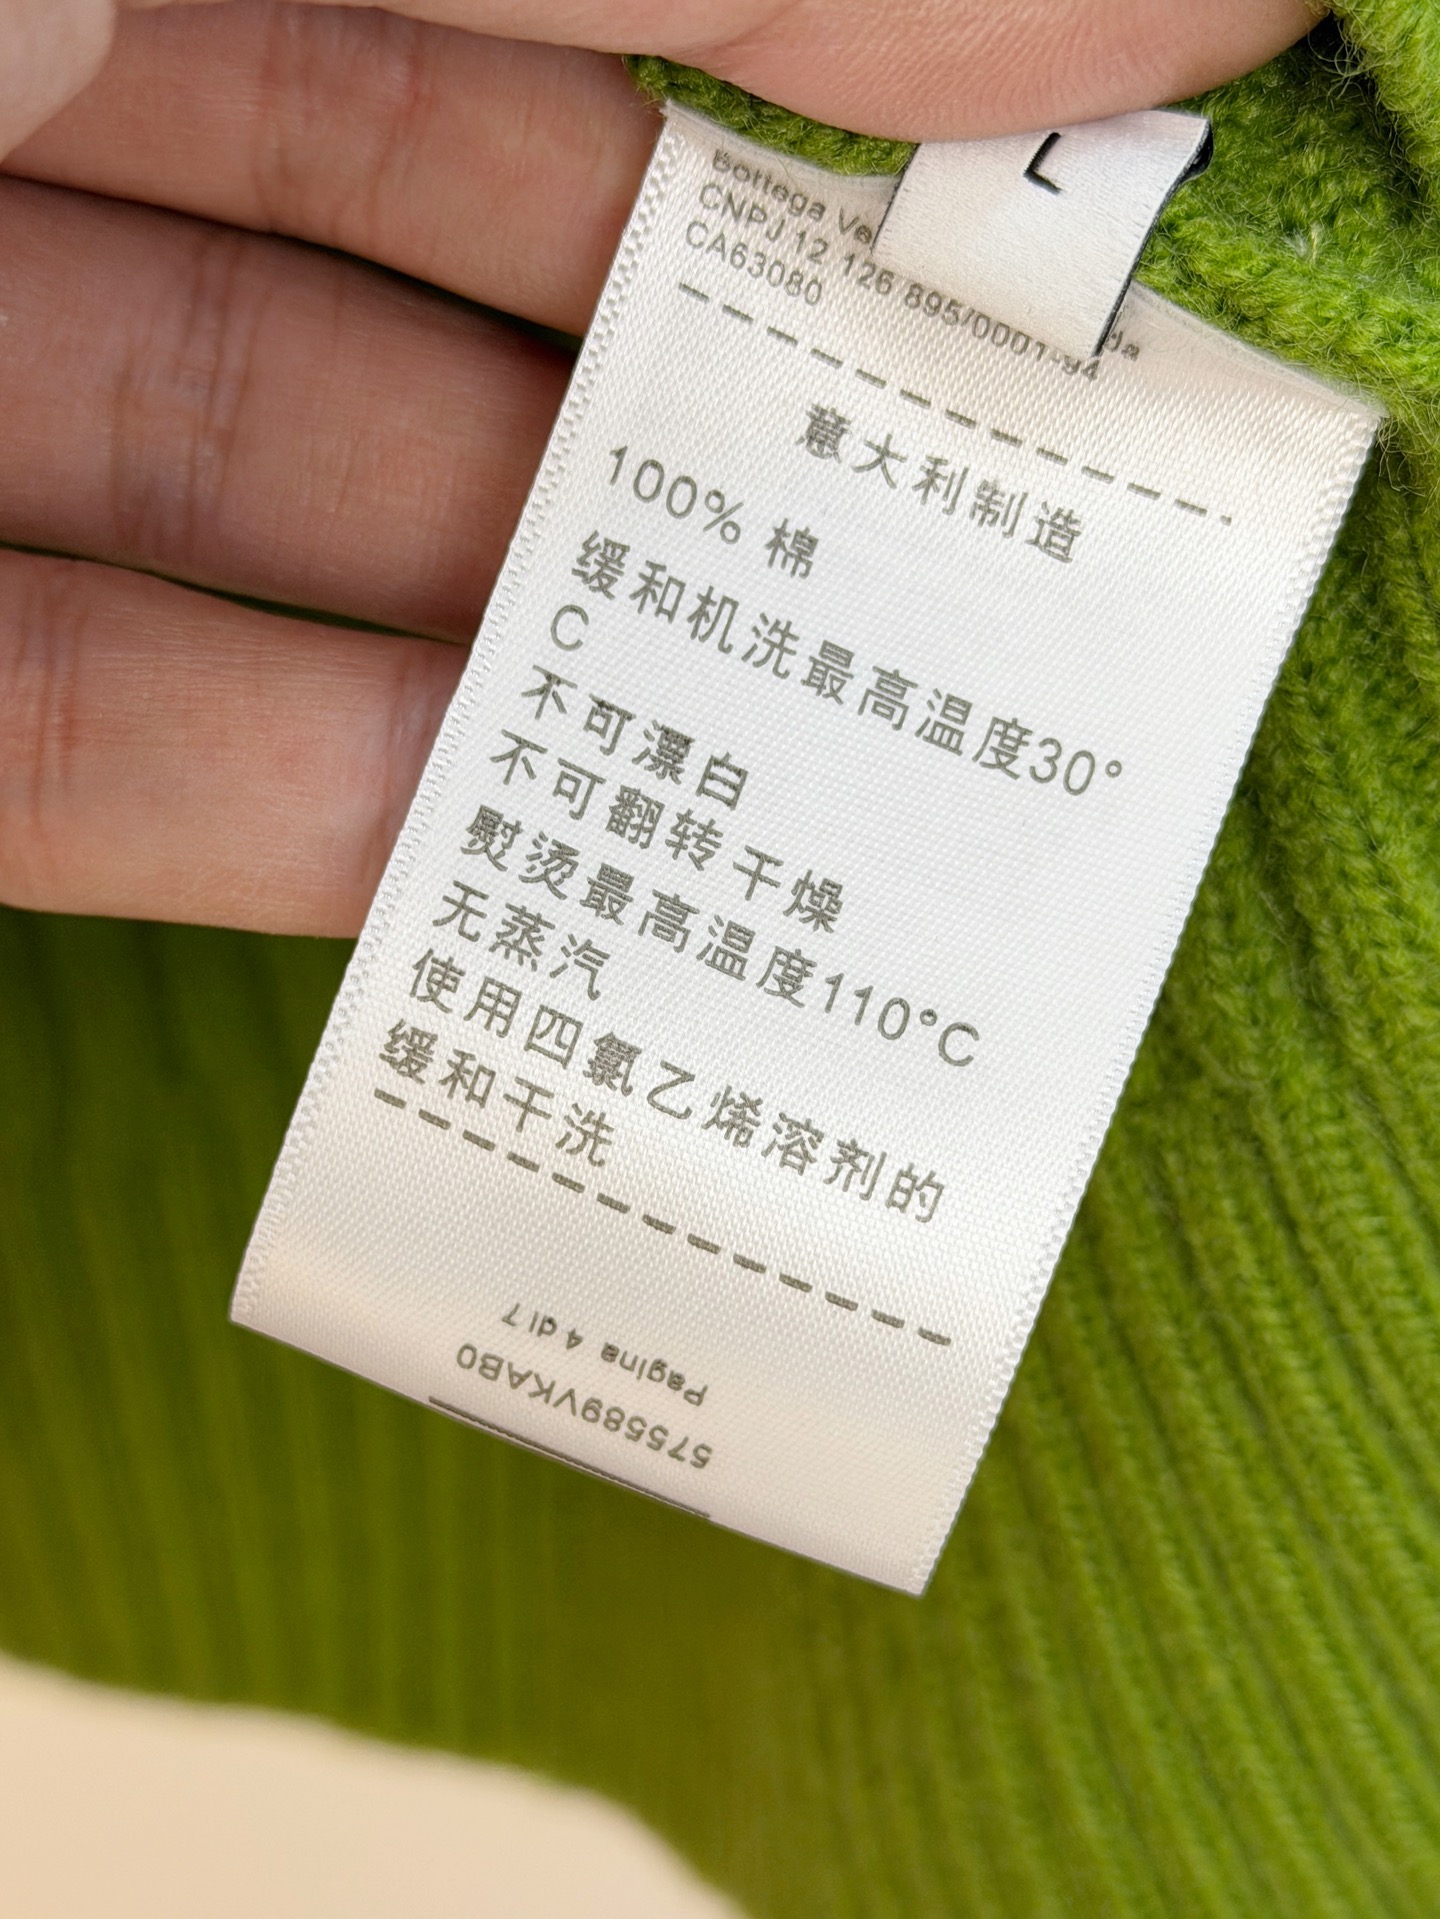 L
Bottega Ve
da
CNPJ 12 126 895/0001-94
CA63080
意大利制造
100% 棉
缓和机洗最高温度30°
C
不可漂白
不可翻转干燥
熨烫最高温度110°C
无蒸汽
使用四氯乙烯溶剂的
缓和干洗
Pagina 4 di 7
575589VKAB0